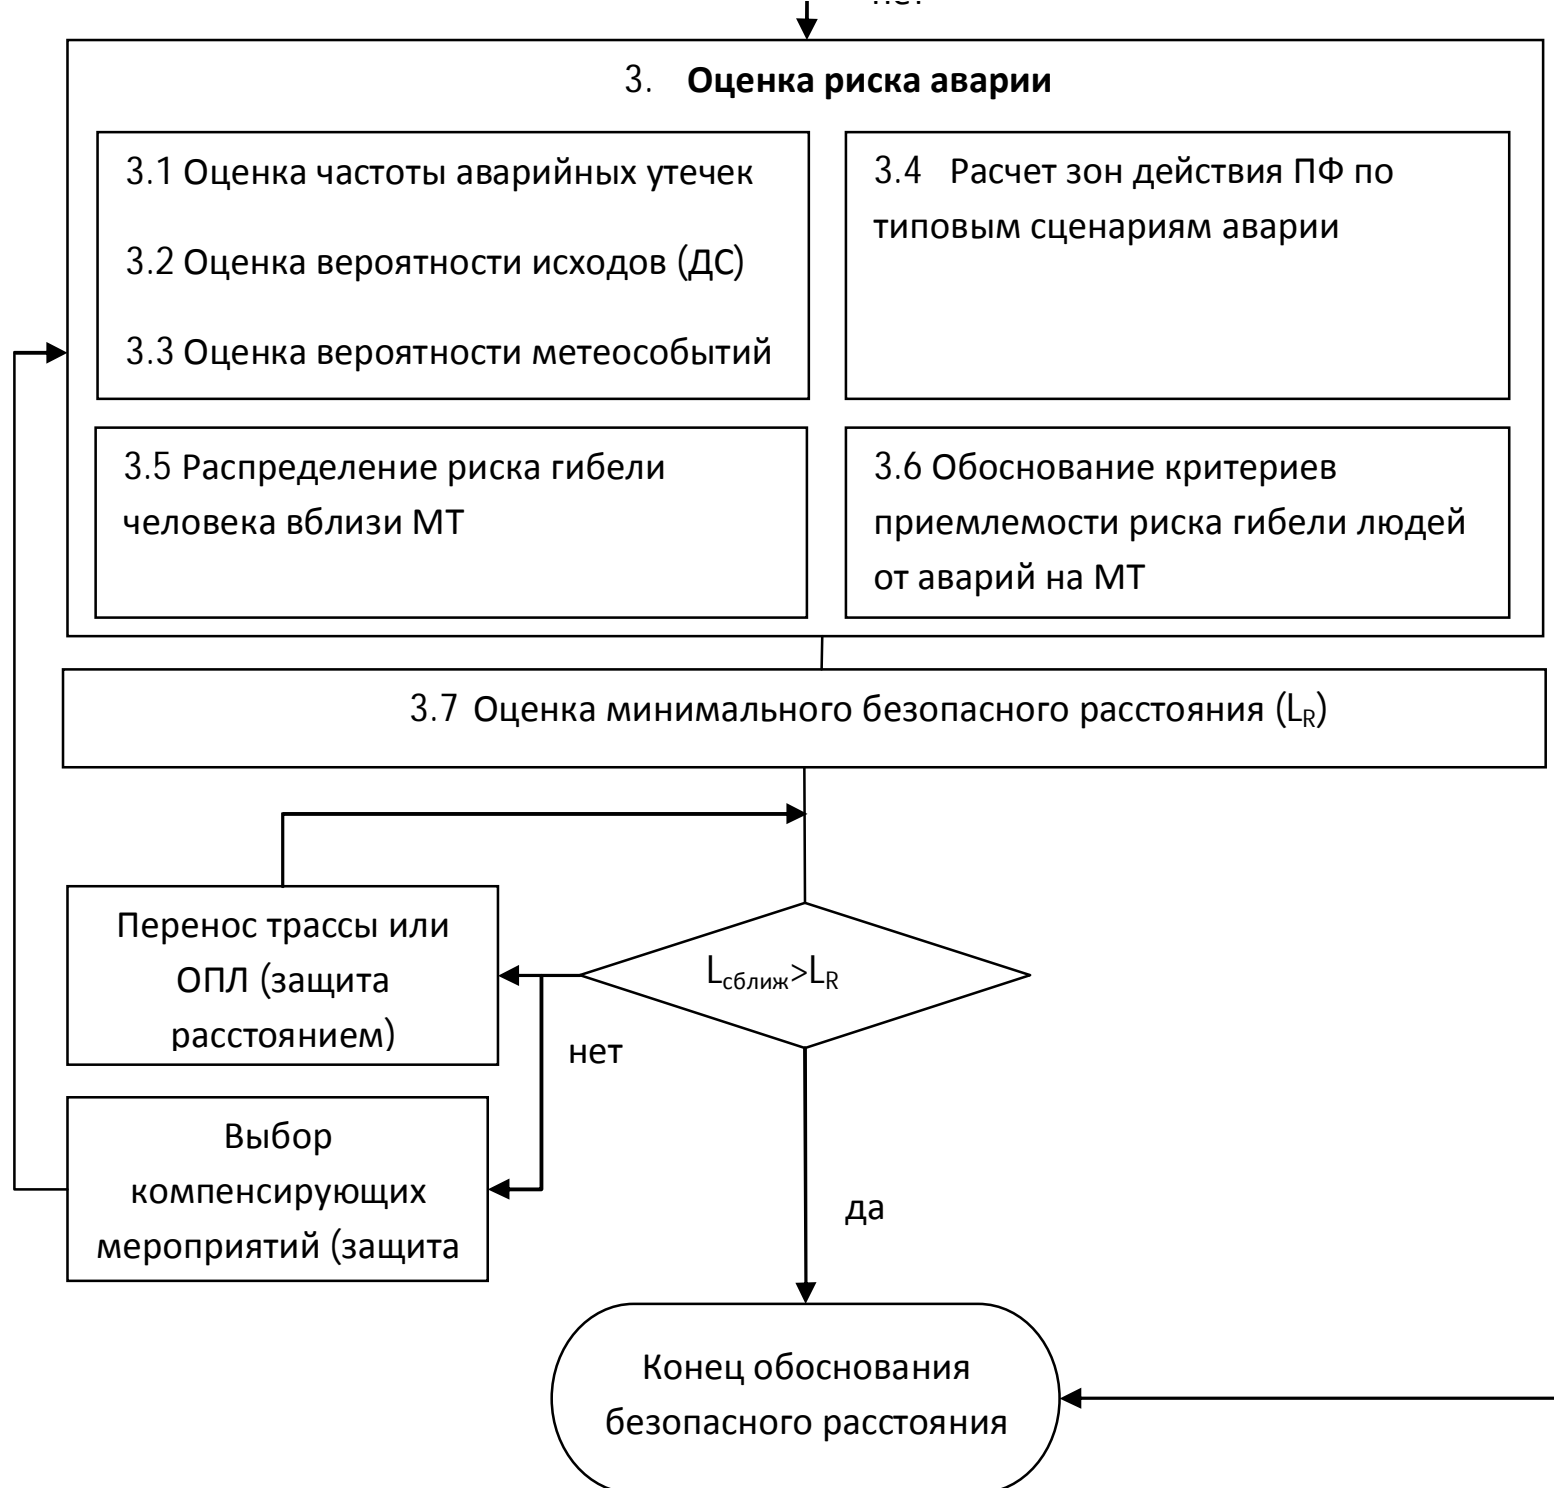 3. Оценка риска аварии
3.1 Оценка частоты аварийных утечек
3.2 Оценка вероятности исходов (ДС)
3.3 Оценка вероятности метеособытий
3.4 Расчет зон действия ПФ по
типовым сценариям аварии
3.5 Распределение риска гибели
человека вблизи МТ
3.6 Обоснование критериев
приемлемости риска гибели людей
от аварий на МТ
3.7 Оценка минимального безопасного расстояния (LR)
Перенос трассы или
ОПЛ (защита
расстоянием)
Lсближ>LR
нет
Выбор
компенсирующих
мероприятий (защита
да
Конец обоснования
безопасного расстояния